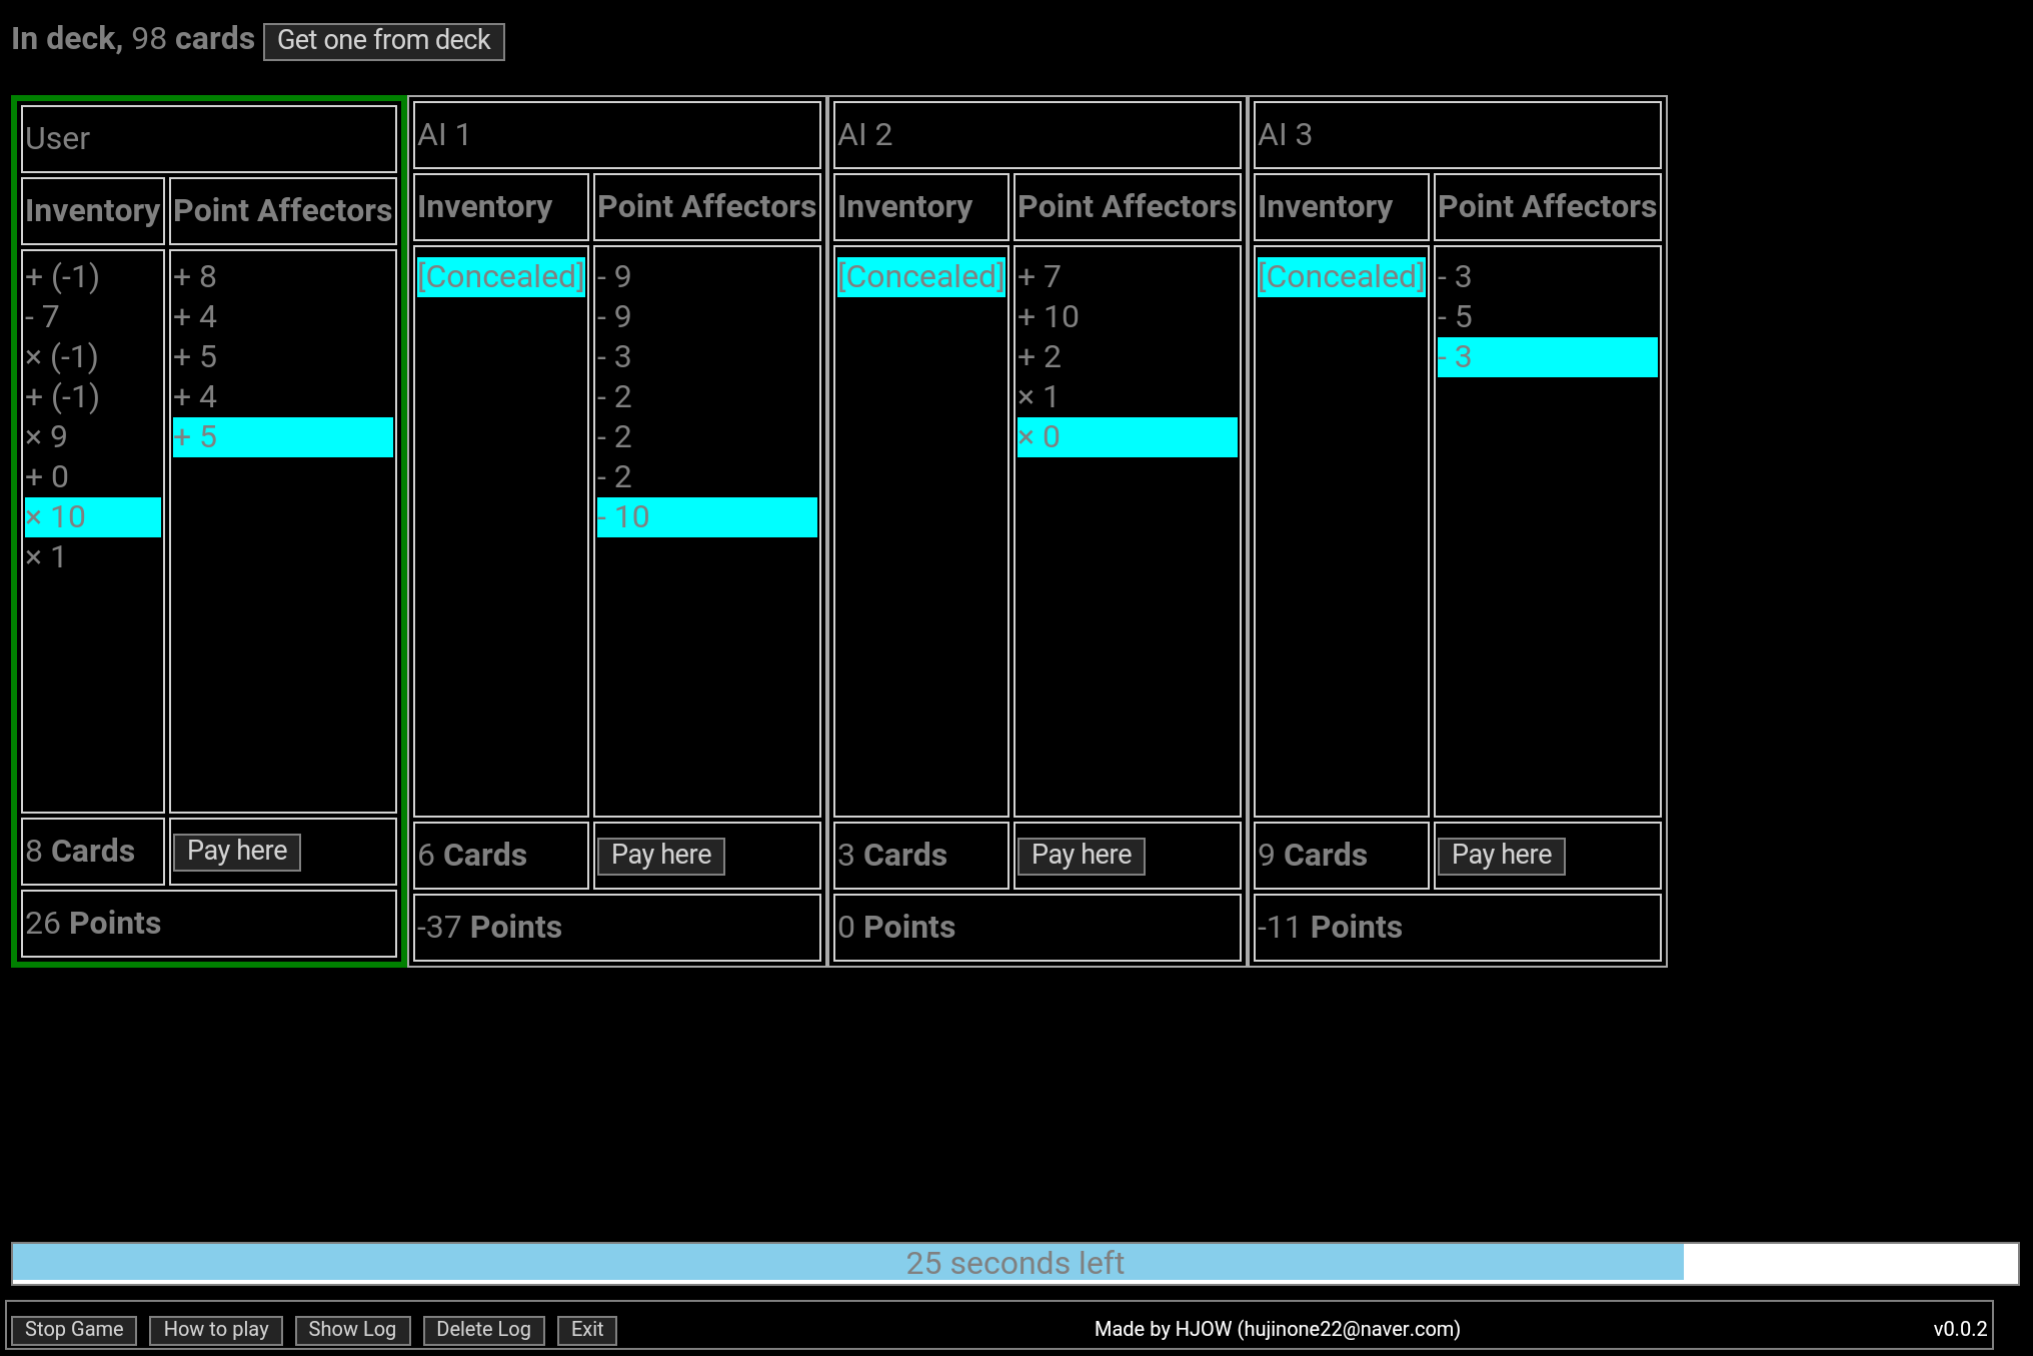 In deck, 98 cards Get one from deck
User
Inventory Point Affectors
+ (-1)
- 7
× (-1)
+ (-1)
× 9
+ 0
× 10
× 1
+ 8
+ 4
+ 5
+ 4
+ 5
8 Cards Pay here
26 Points
AI 1
Inventory Point Affectors
[Concealed]
- 9
- 9
- 3
- 2
- 2
- 2
- 10
6 Cards Pay here
-37 Points
AI 2
Inventory Point Affectors
[Concealed]
+ 7
+ 10
+ 2
× 1
× 0
3 Cards Pay here
0 Points
AI 3
Inventory Point Affectors
[Concealed]
- 3
- 5
- 3
9 Cards Pay here
-11 Points
25 seconds left
Stop Game How to play Show Log Delete Log Exit Made by HJOW (hujinone22@naver.com) v0.0.2